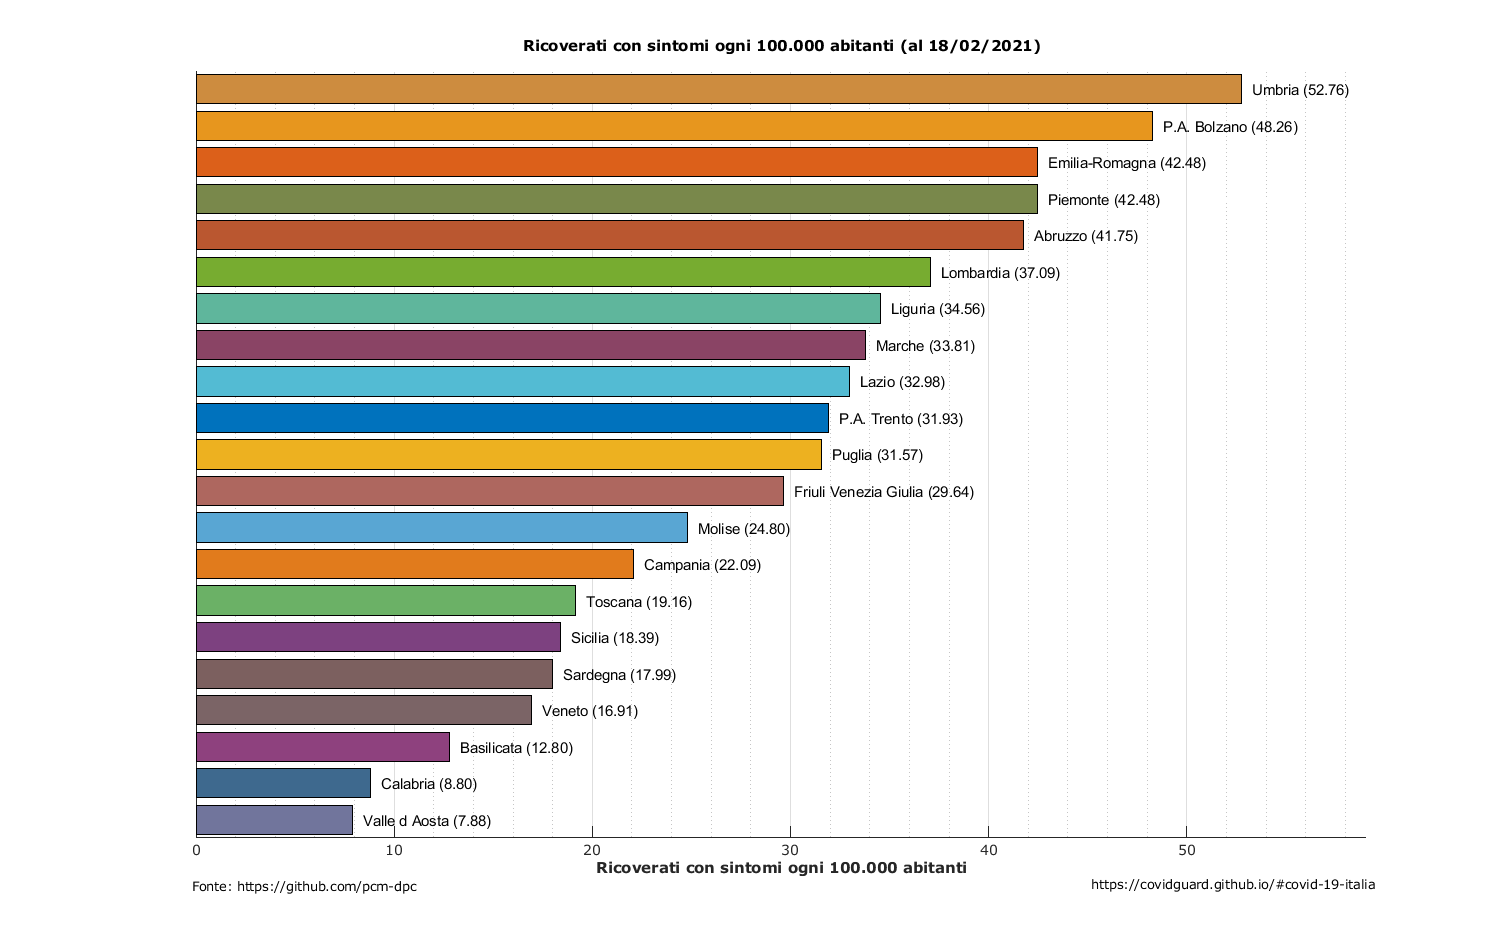 Ricoverati con sintomi ogni 100.000 abitanti (al 18/02/2021)
Umbria (52.76)
P.A. Bolzano (48.26)
Emilia-Romagna (42.48)
Piemonte (42.48)
Abruzzo (41.75)
Lombardia (37.09)
Liguria (34.56)
Marche (33.81)
Lazio (32.98)
P.A. Trento (31.93)
Puglia (31.57)
Friuli Venezia Giulia (29.64)
Molise (24.80)
Campania (22.09)
Toscana (19.16)
Sicilia (18.39)
Sardegna (17.99)
Veneto (16.91)
Basilicata (12.80)
Calabria (8.80)
Valle d Aosta (7.88)
0 10 20 30 40 50
Ricoverati con sintomi ogni 100.000 abitanti
Fonte: https://github.com/pcm-dpc
https://covidguard.github.io/#covid-19-italia